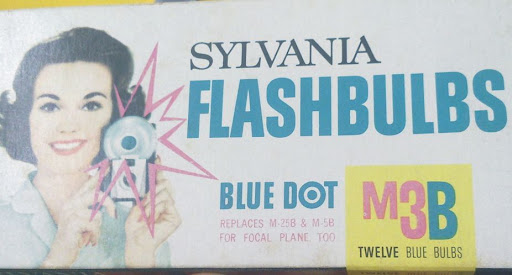 SYLVANIA
FLASHBULBS
BLUE DOT
REPLACES M-25B & M-5B
FOR FOCAL PLANE TOO
M3B
TWELVE BLUE BULBS